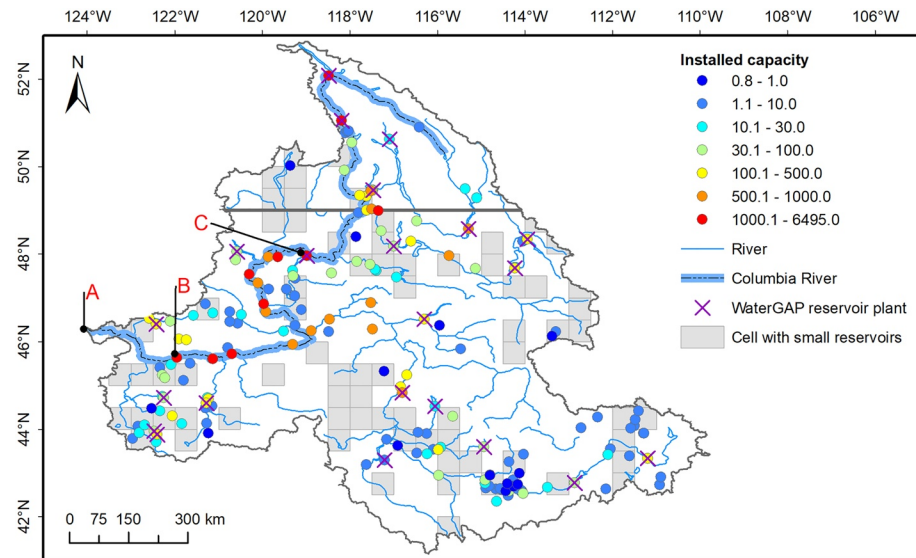 124°W 122°W 120°W 118°W 116°W 114°W 112°W 110°W 108°W 106°W
52°N
50°N
48°N
46°N
44°N
42°N
N
A
B
C
Installed capacity
0.8 - 1.0
1.1 - 10.0
10.1 - 30.0
30.1 - 100.0
100.1 - 500.0
500.1 - 1000.0
1000.1 - 6495.0
River
Columbia River
WaterGAP reservoir plant
Cell with small reservoirs
0 75 150 300 km